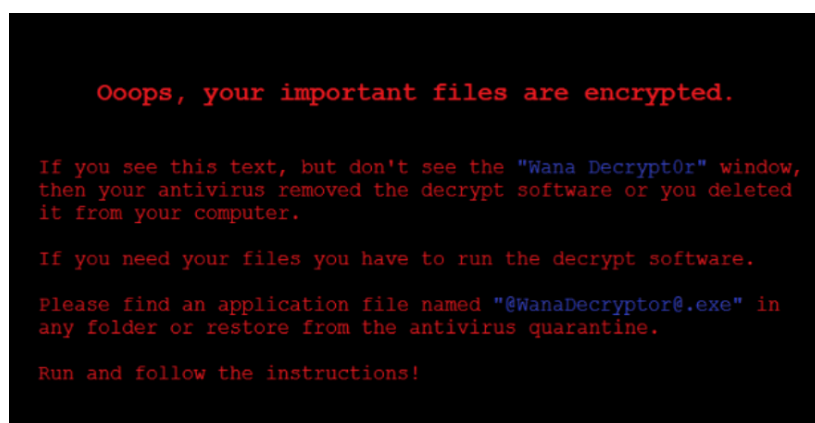 Ooops, your important files are encrypted.
If you see this text, but don't see the "Wana Decrypt0r" window,
then your antivirus removed the decrypt software or you deleted
it from your computer.
If you need your files you have to run the decrypt software.
Please find an application file named "@WanaDecryptor@.exe" in
any folder or restore from the antivirus quarantine.
Run and follow the instructions!